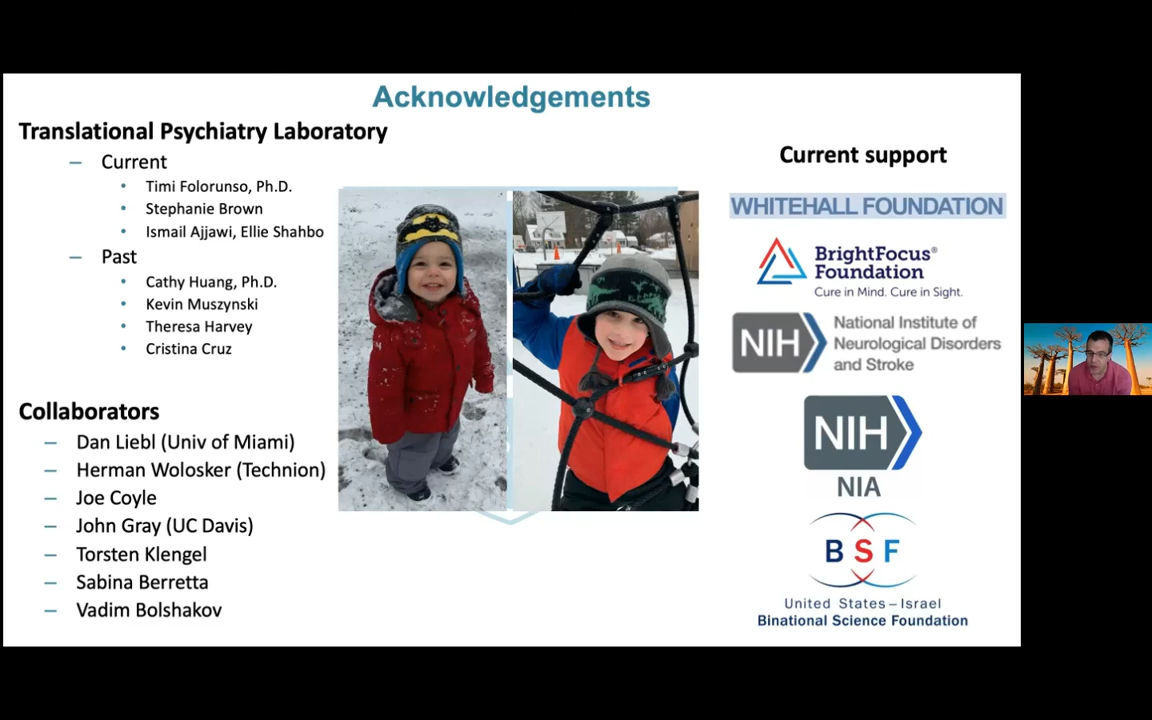 Acknowledgements
Translational Psychiatry Laboratory
– Current
• Timi Folorunso, Ph.D.
• Stephanie Brown
• Ismail Ajjawi, Ellie Shahbo
– Past
• Cathy Huang, Ph.D.
• Kevin Muszynski
• Theresa Harvey
• Cristina Cruz
Collaborators
– Dan Liebl (Univ of Miami)
– Herman Wolosker (Technion)
– Joe Coyle
– John Gray (UC Davis)
– Torsten Klengel
– Sabina Berretta
– Vadim Bolshakov
Current support
WHITEHALL FOUNDATION
BrightFocus®
Foundation
Cure in Mind. Cure in Sight.
NIH
National Institute of
Neurological Disorders
and Stroke
NIH
NIA
BSF
United States – Israel
Binational Science Foundation